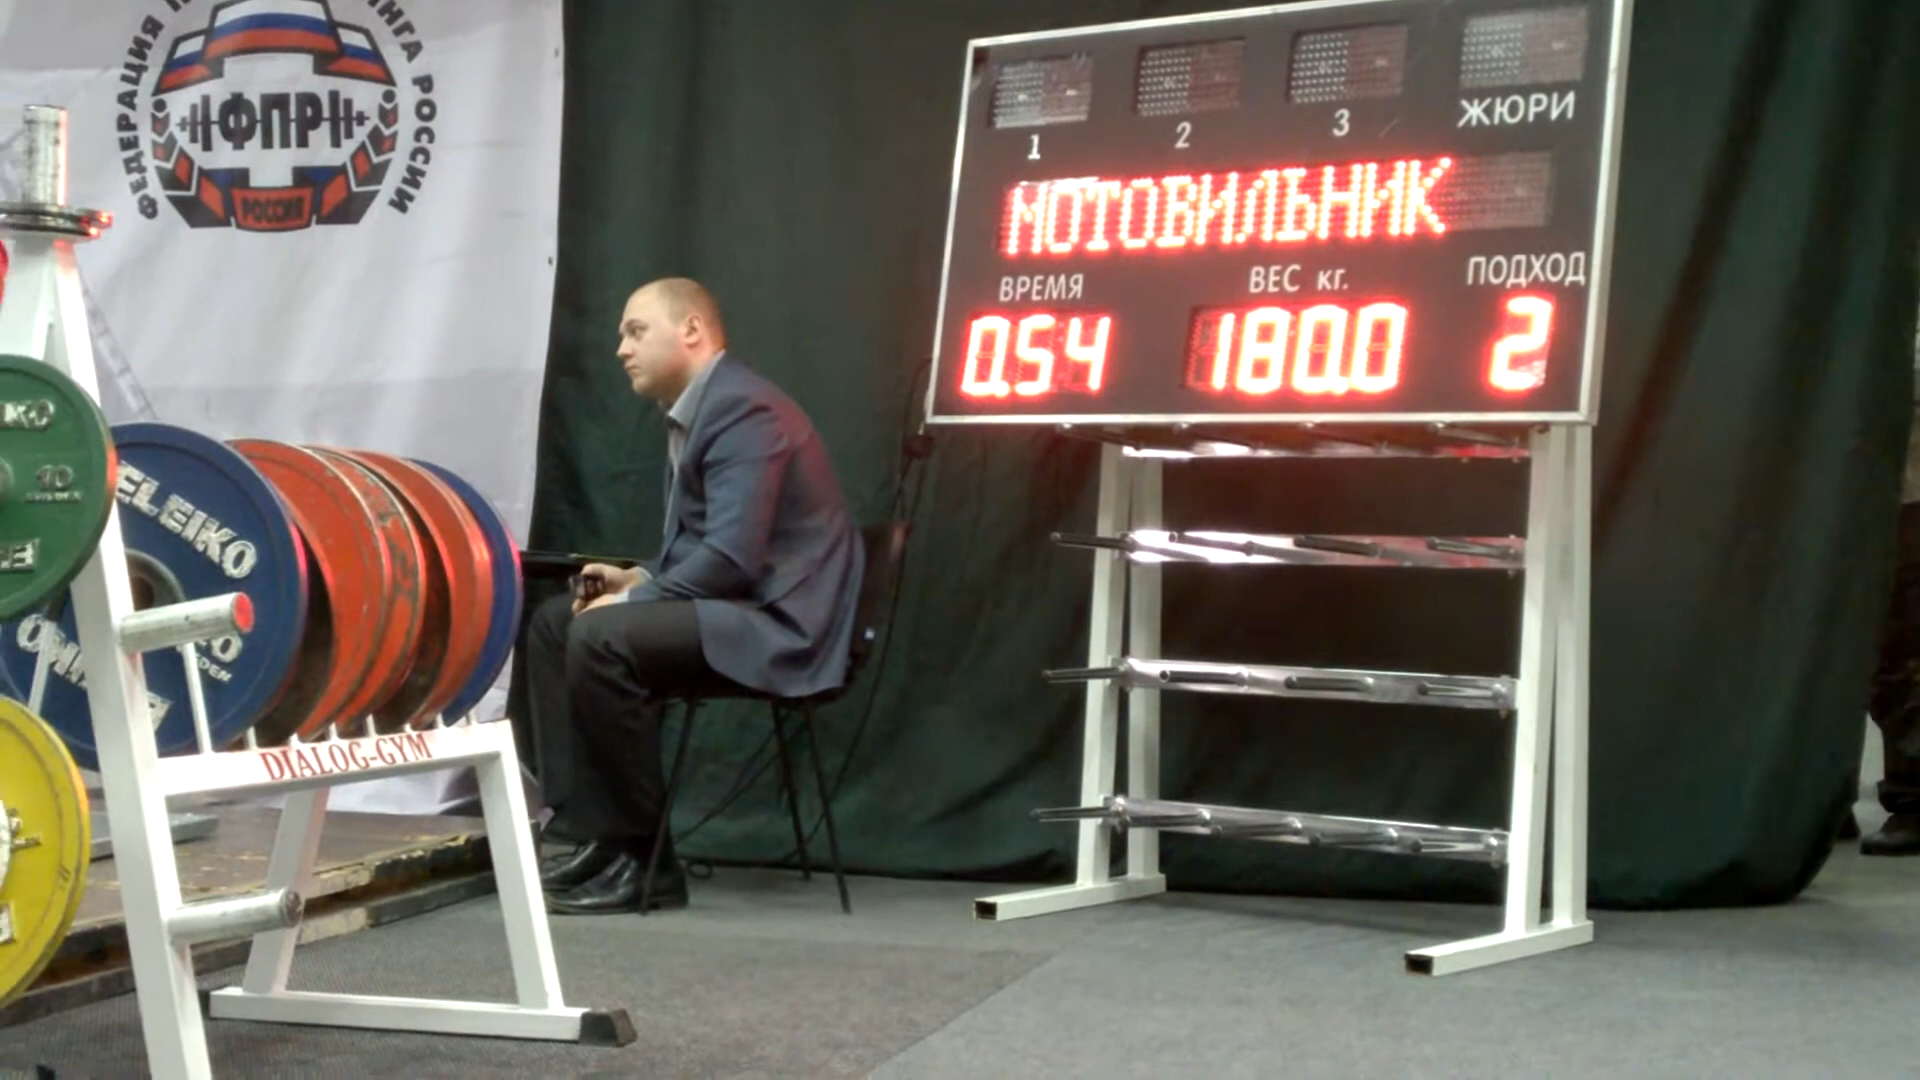 ФЕДЕРАЦИЯ
РОССИИ
ФПР
РОССИЯ
1
2
3
ЖЮРИ
МОТОВИЛЬНИК
ВРЕМЯ
ВЕС кг.
ПОДХОД
0.54
180.0
2
10
ELEIKO
DIALOG-GYM